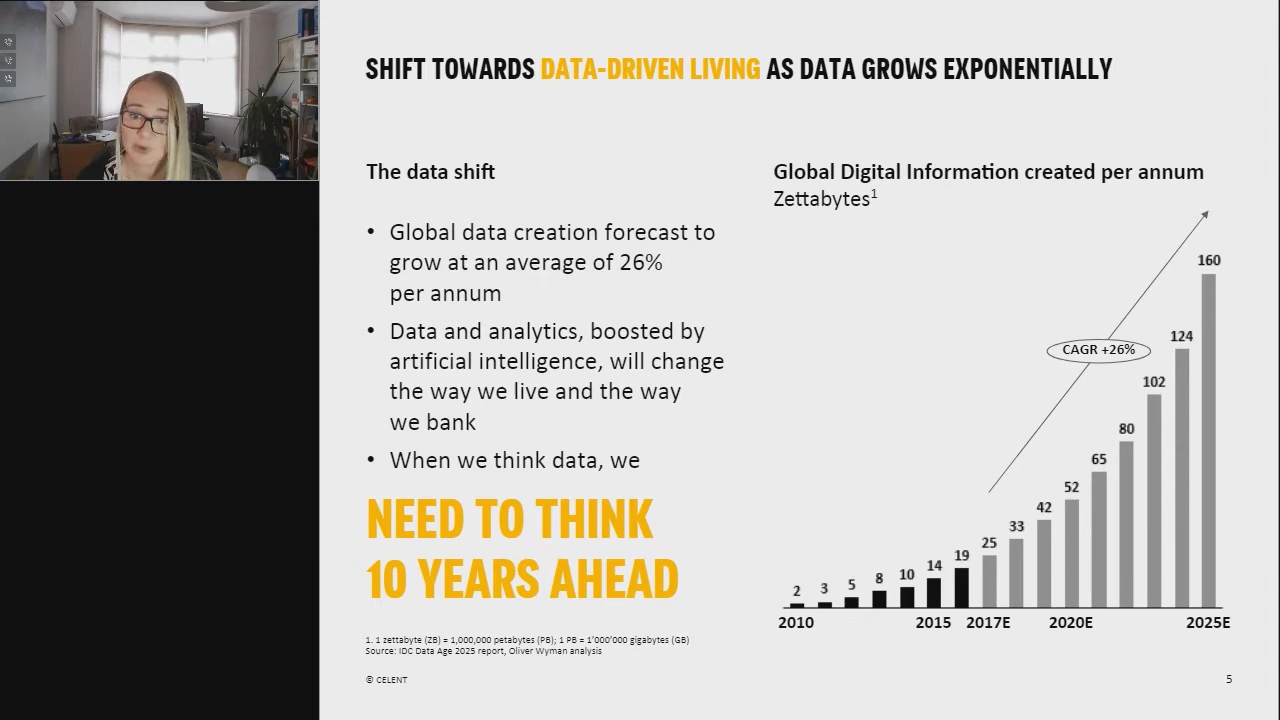 SHIFT TOWARDS DATA-DRIVEN LIVING AS DATA GROWS EXPONENTIALLY
The data shift
• Global data creation forecast to
grow at an average of 26%
per annum
• Data and analytics, boosted by
artificial intelligence, will change
the way we live and the way
we bank
• When we think data, we
NEED TO THINK
10 YEARS AHEAD
Global Digital Information created per annum
Zettabytes1
160
124
CAGR +26%
102
80
65
52
42
33
25
19
14
10
8
5
3
2
2010 2015 2017E 2020E 2025E
1. 1 zettabyte (ZB) = 1,000,000 petabytes (PB); 1 PB = 1'000'000 gigabytes (GB)
Source: IDC Data Age 2025 report, Oliver Wyman analysis
© CELENT
5